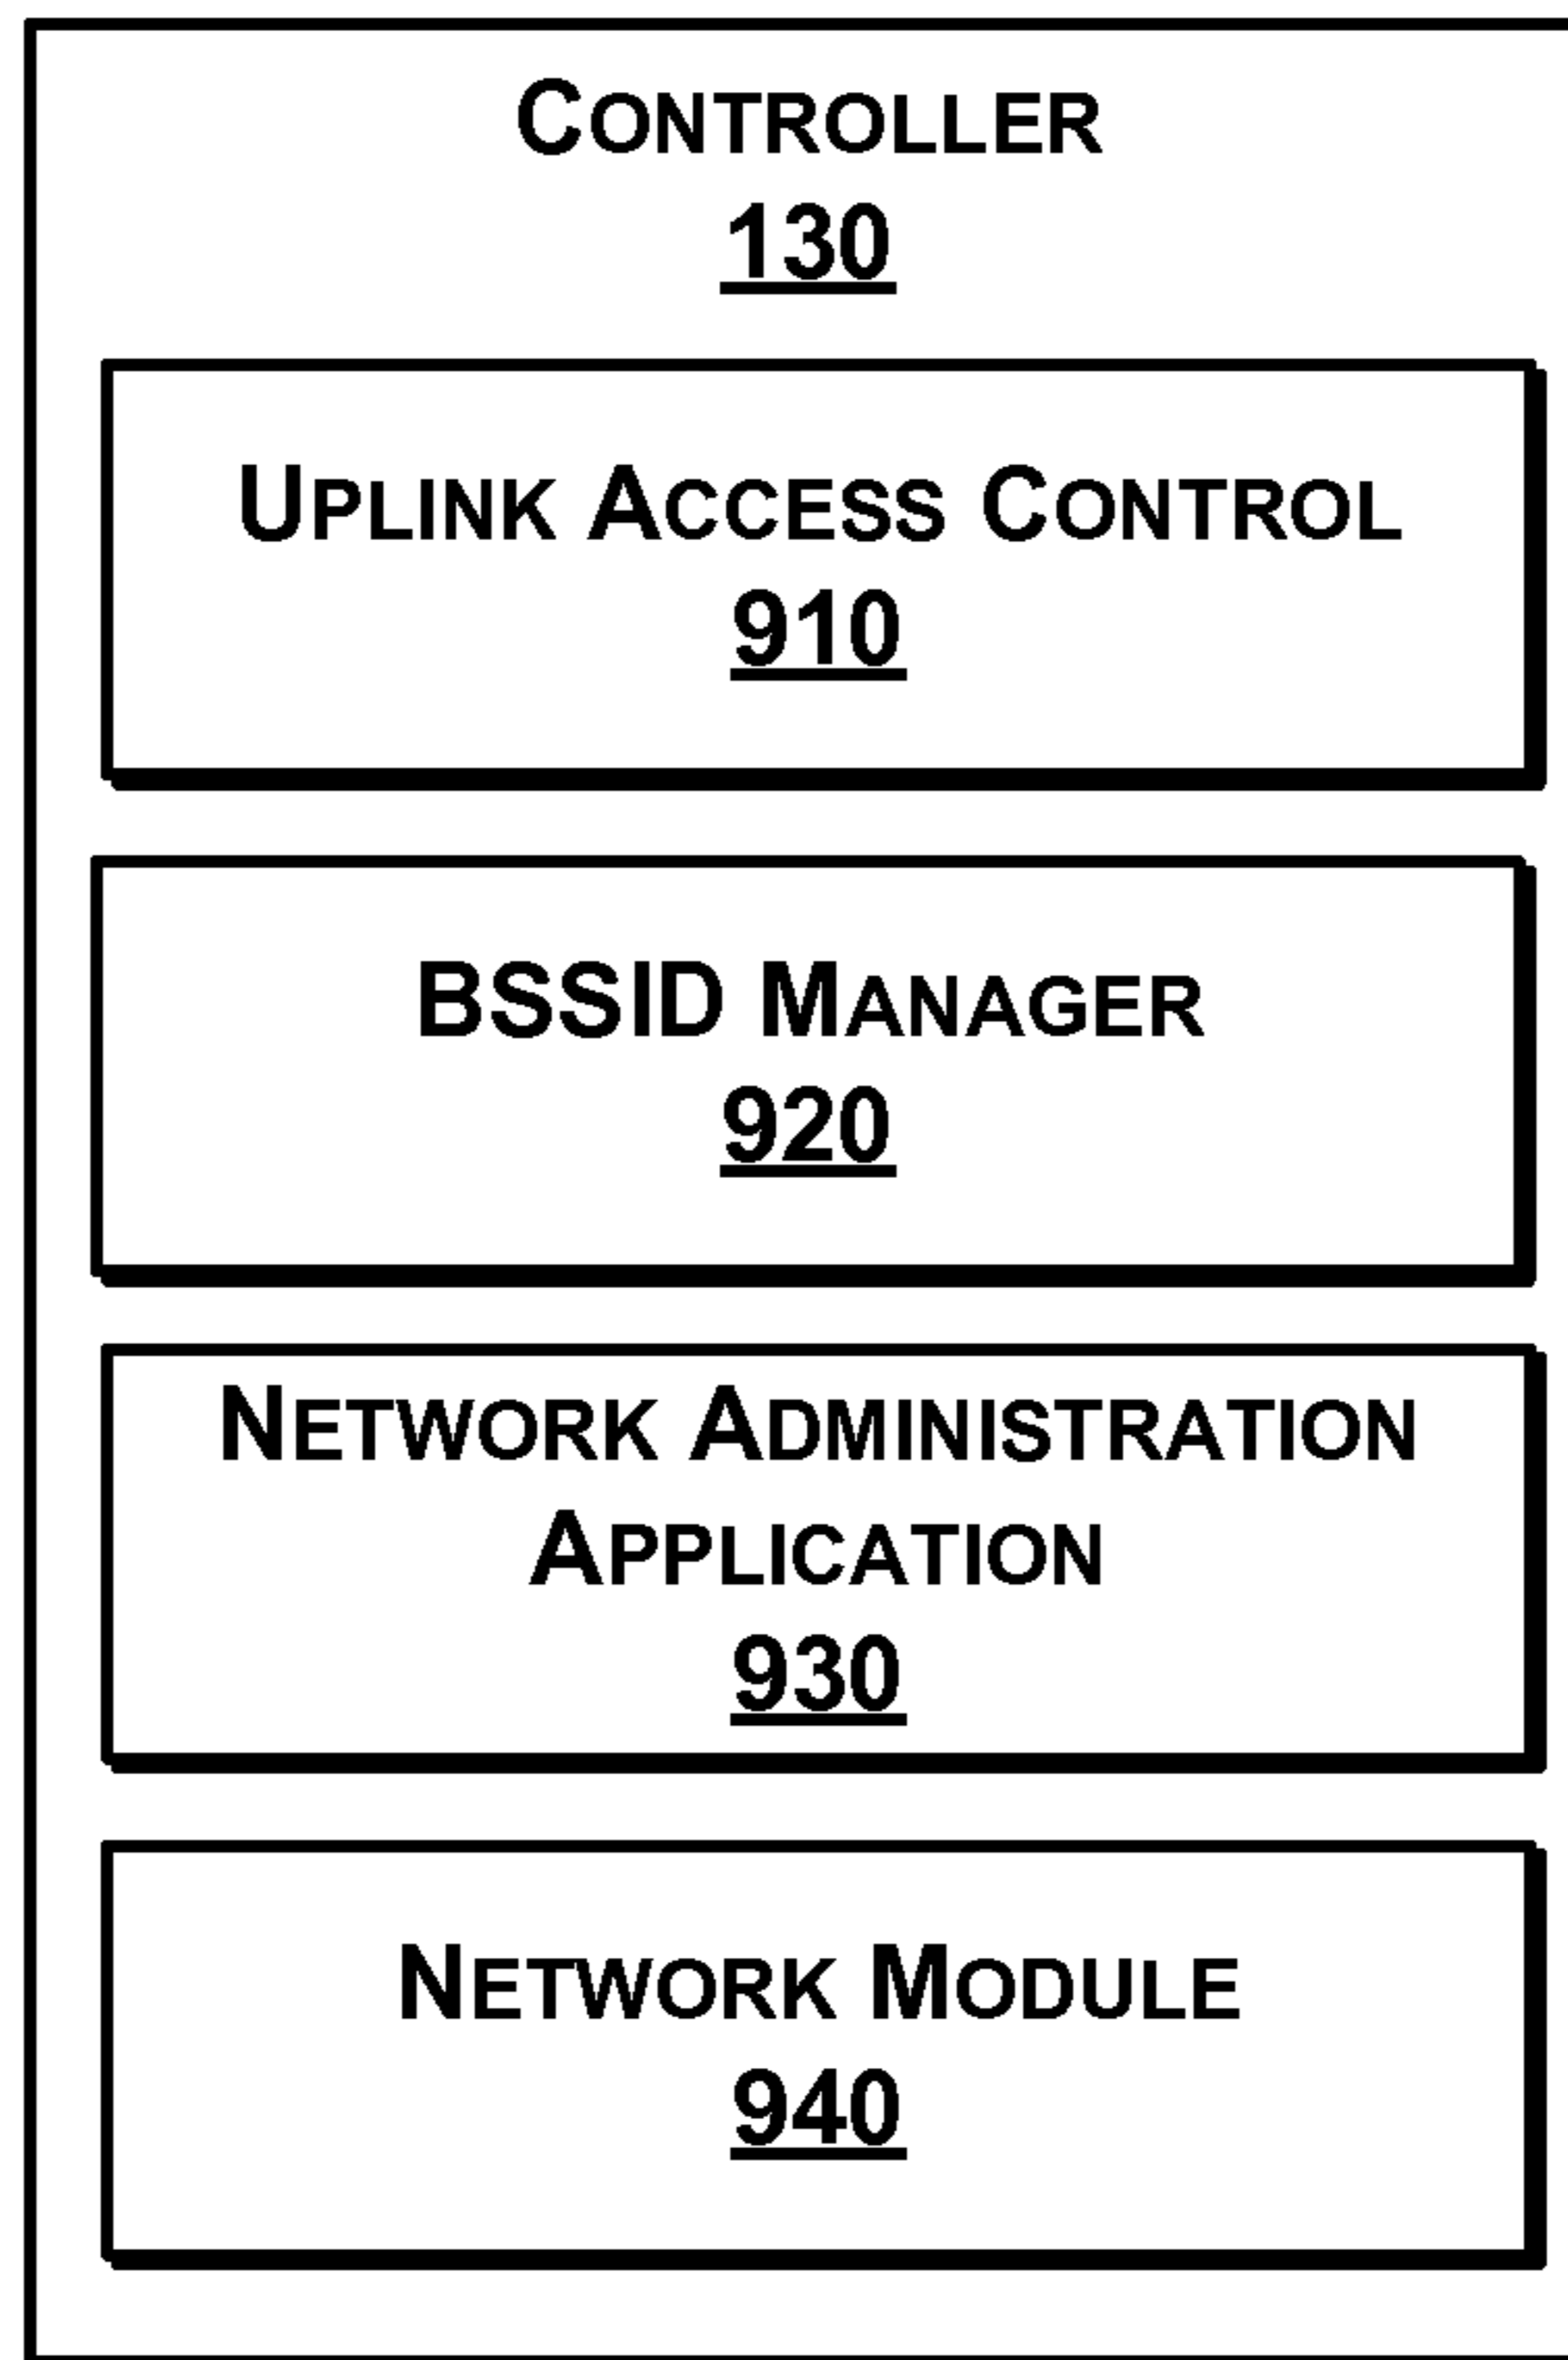 CONTROLLER
130
UPLINK ACCESS CONTROL
910
BSSID MANAGER
920
NETWORK ADMINISTRATION
APPLICATION
930
NETWORK MODULE
940